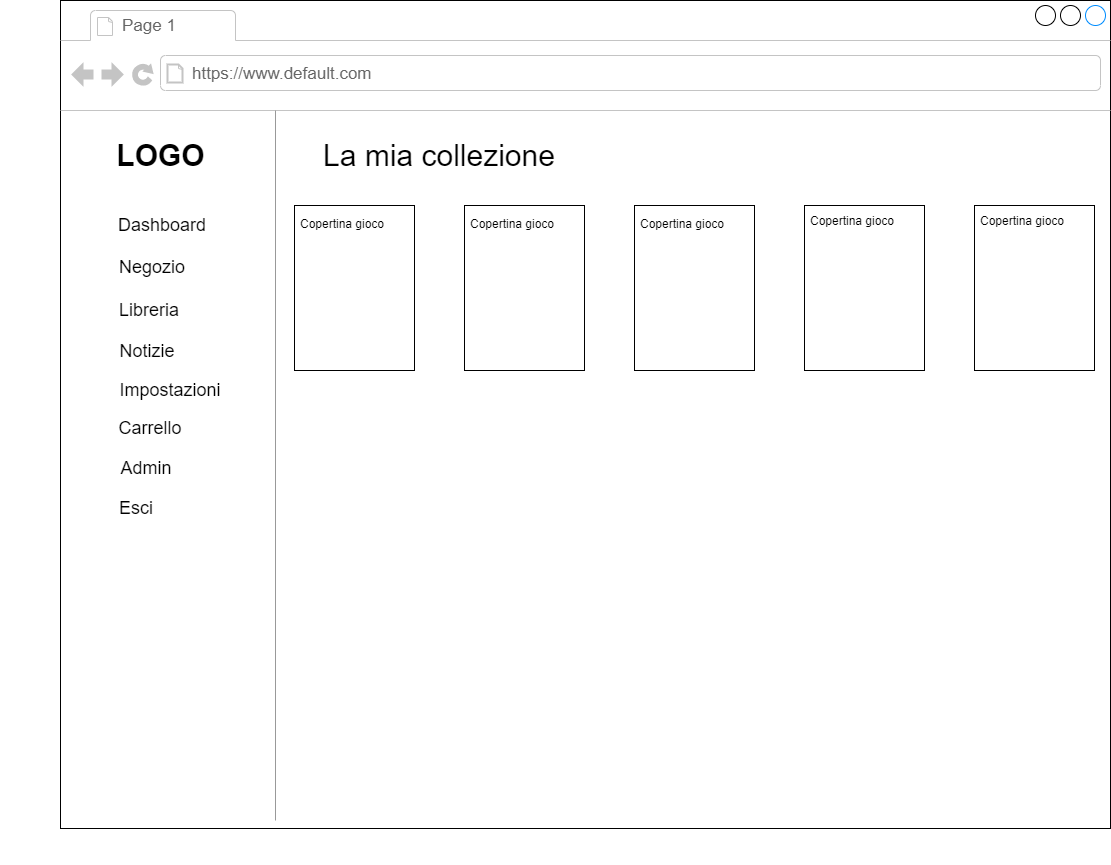 Page 1
https://www.default.com
LOGO
Dashboard
Negozio
Libreria
Notizie
Impostazioni
Carrello
Admin
Esci
La mia collezione
Copertina gioco
Copertina gioco
Copertina gioco
Copertina gioco
Copertina gioco